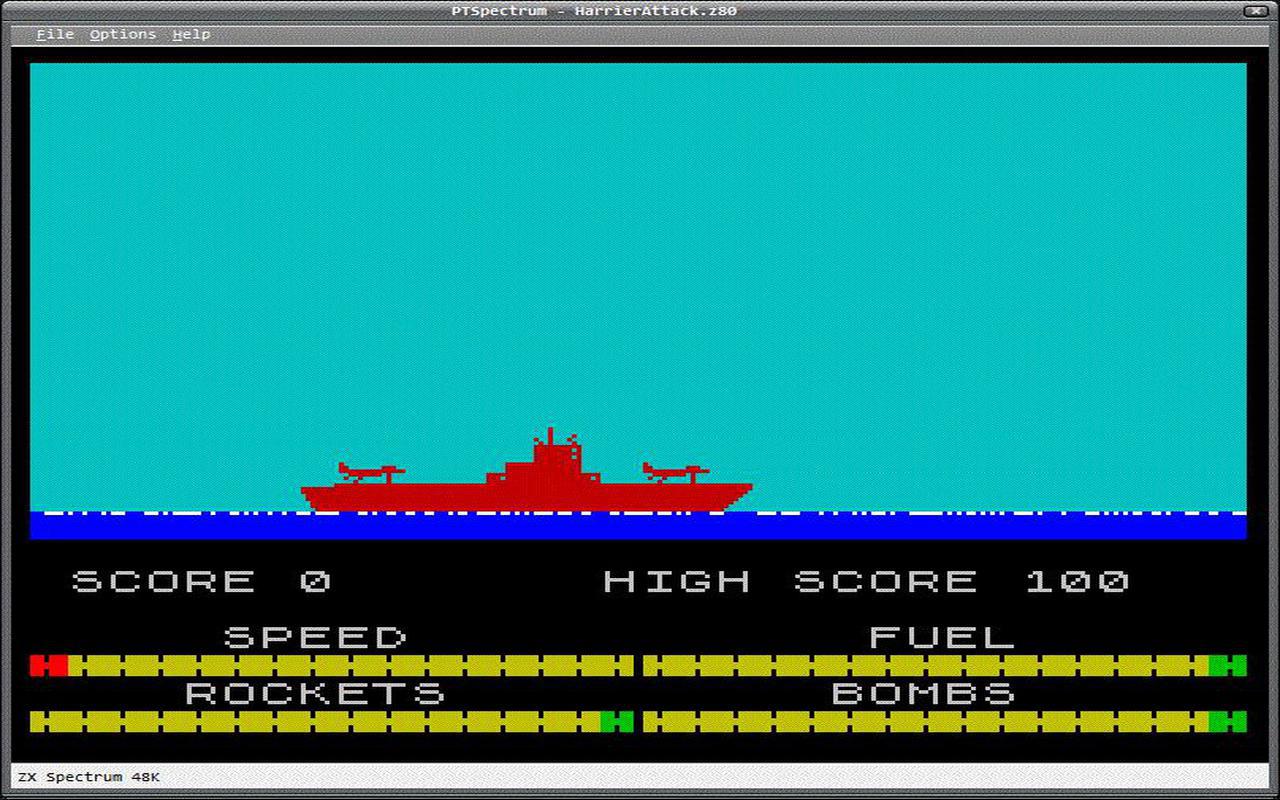 PTSpectrum - HarrierAttack.z80
File Options Help
SCORE 0 HIGH SCORE 100
SPEED FUEL
ROCKETS BOMBS
ZX Spectrum 48K